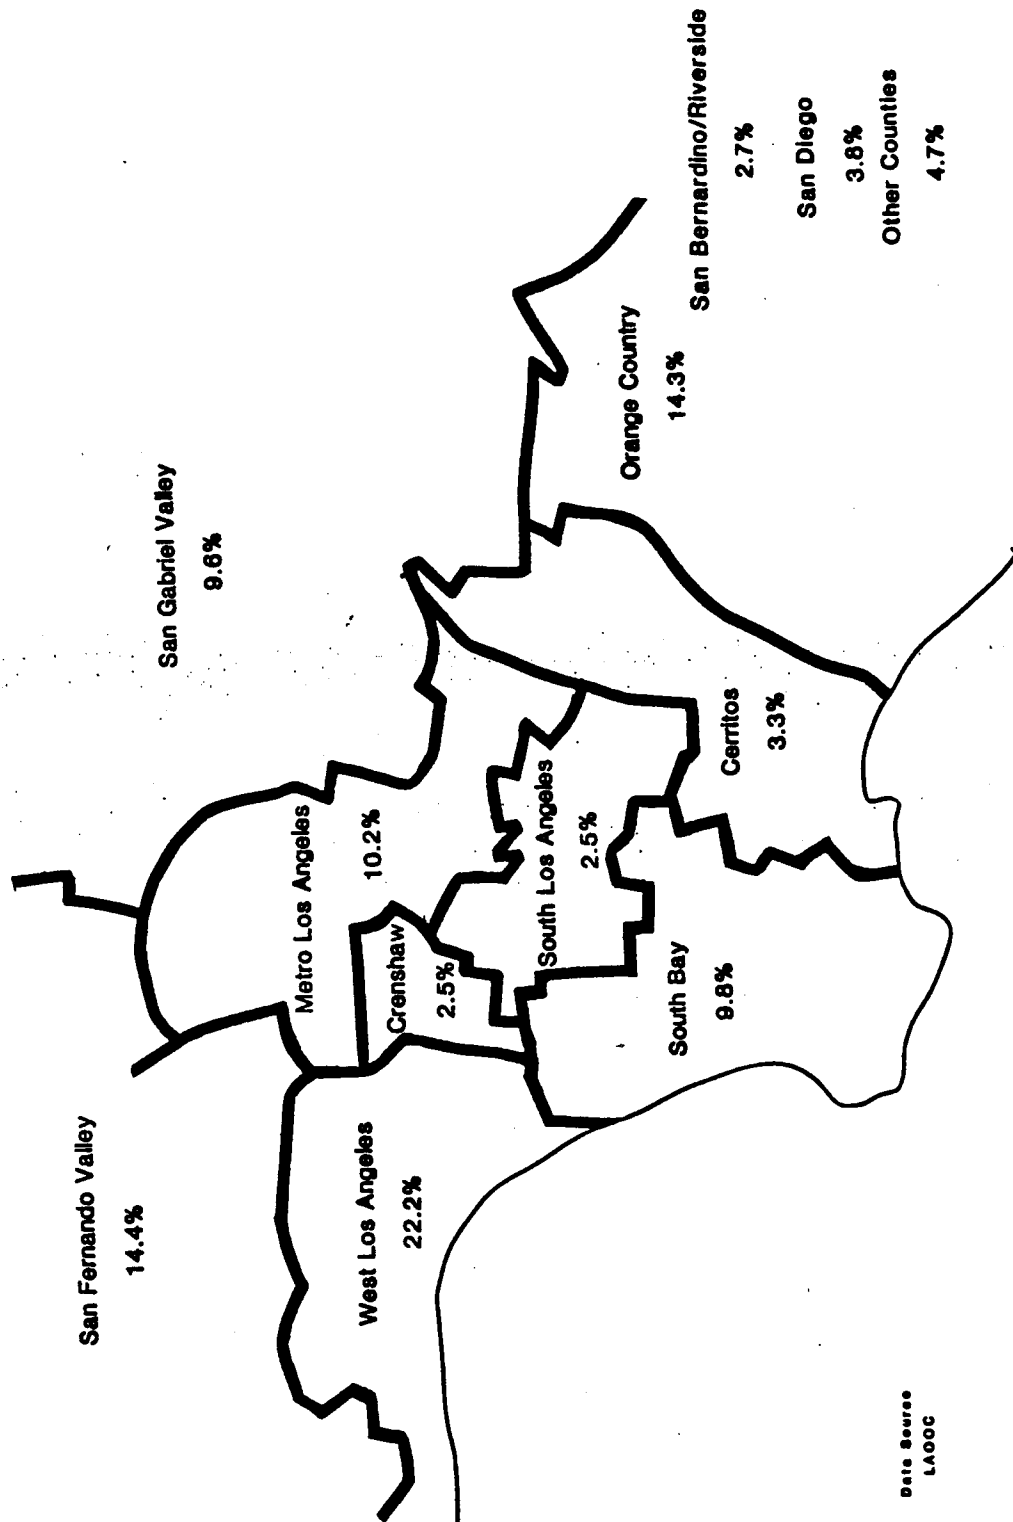 San Fernando Valley
14.4%
San Gabriel Valley
9.6%
West Los Angeles
22.2%
Metro Los Angeles
10.2%
Crenshaw
2.5%
South Los Angeles
2.5%
South Bay
9.8%
Cerritos
3.3%
Orange Country
14.3%
San Bernardino/Riverside
2.7%
San Diego
3.8%
Other Counties
4.7%
Data Source
LAOOC